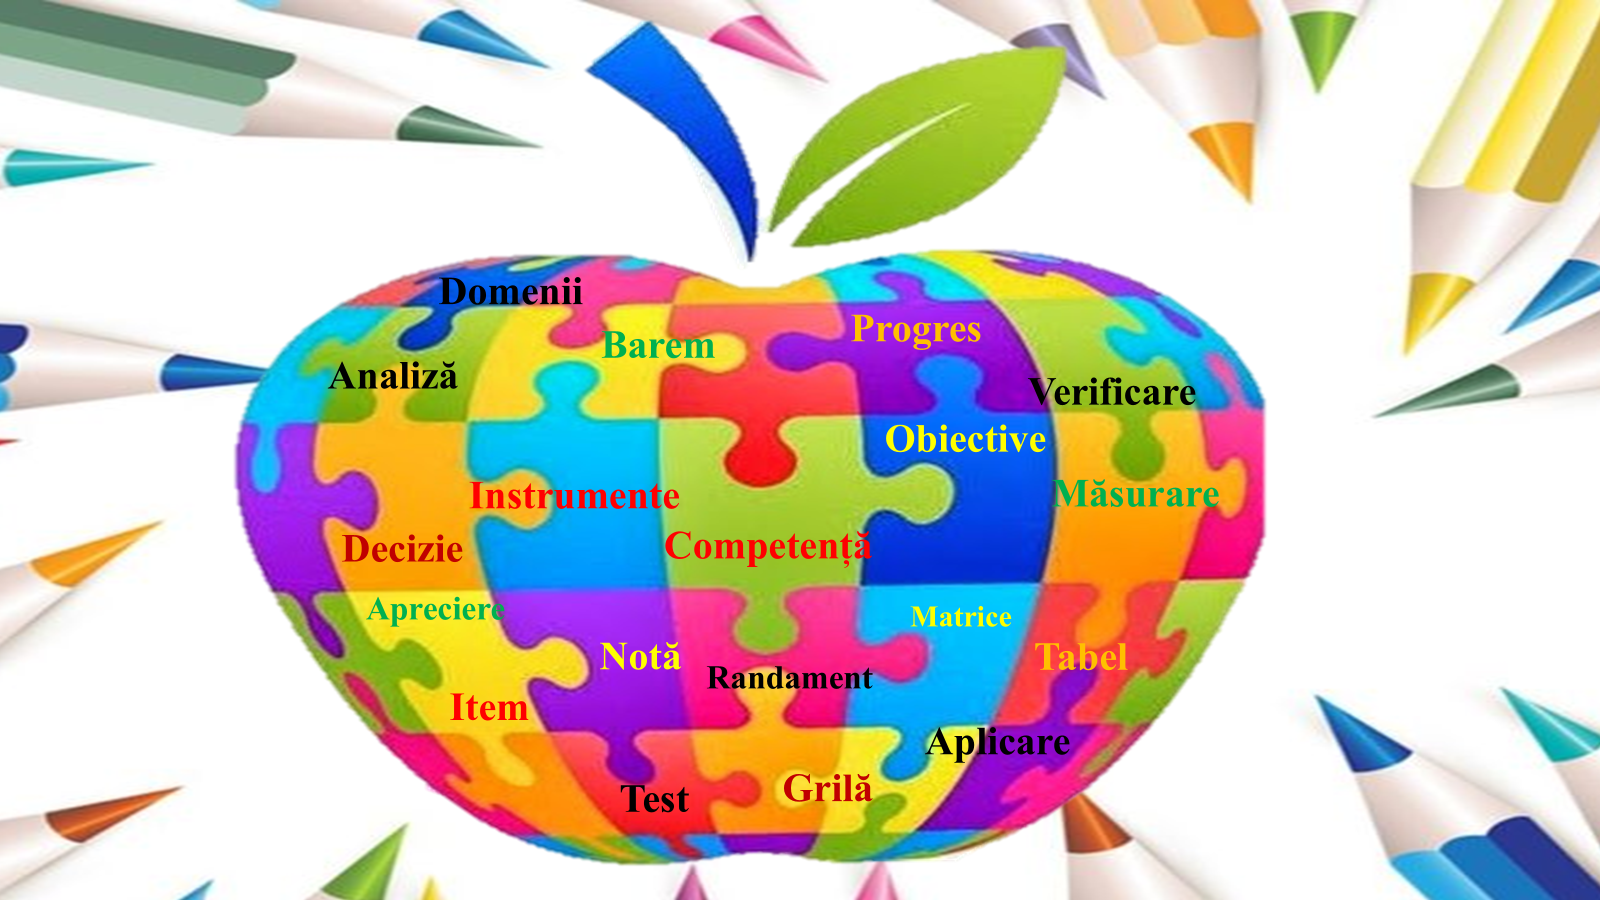 Domenii
Progres
Barem
Analiză
Verificare
Obiective
Instrumente
Măsurare
Decizie
Competență
Apreciere
Matrice
Notă
Tabel
Randament
Item
Aplicare
Test
Grilă